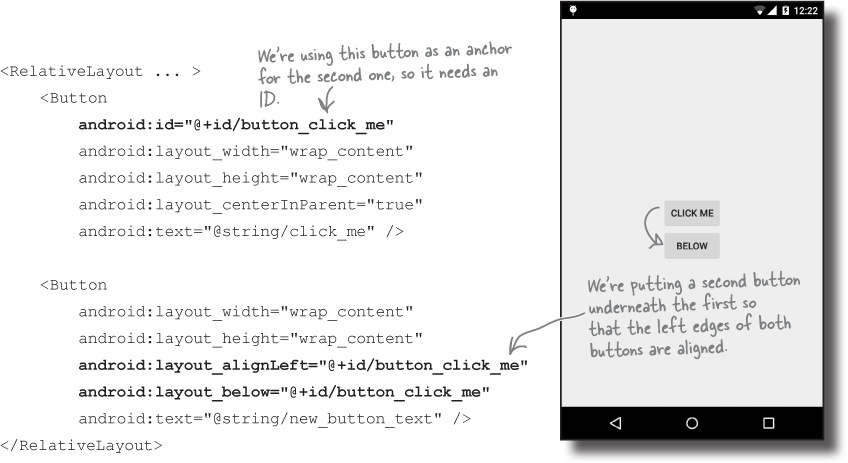 We're using this button as an anchor
for the second one, so it needs an
ID.
<RelativeLayout ... >
<Button
android:id="@+id/button_click_me"
android:layout_width="wrap_content"
android:layout_height="wrap_content"
android:layout_centerInParent="true"
android:text="@string/click_me" />
<Button
android:layout_width="wrap_content"
android:layout_height="wrap_content"
android:layout_alignLeft="@+id/button_click_me"
android:layout_below="@+id/button_click_me"
android:text="@string/new_button_text" />
</RelativeLayout>
12:22
CLICK ME
BELOW
We're putting a second button
underneath the first so
that the left edges of both
buttons are aligned.